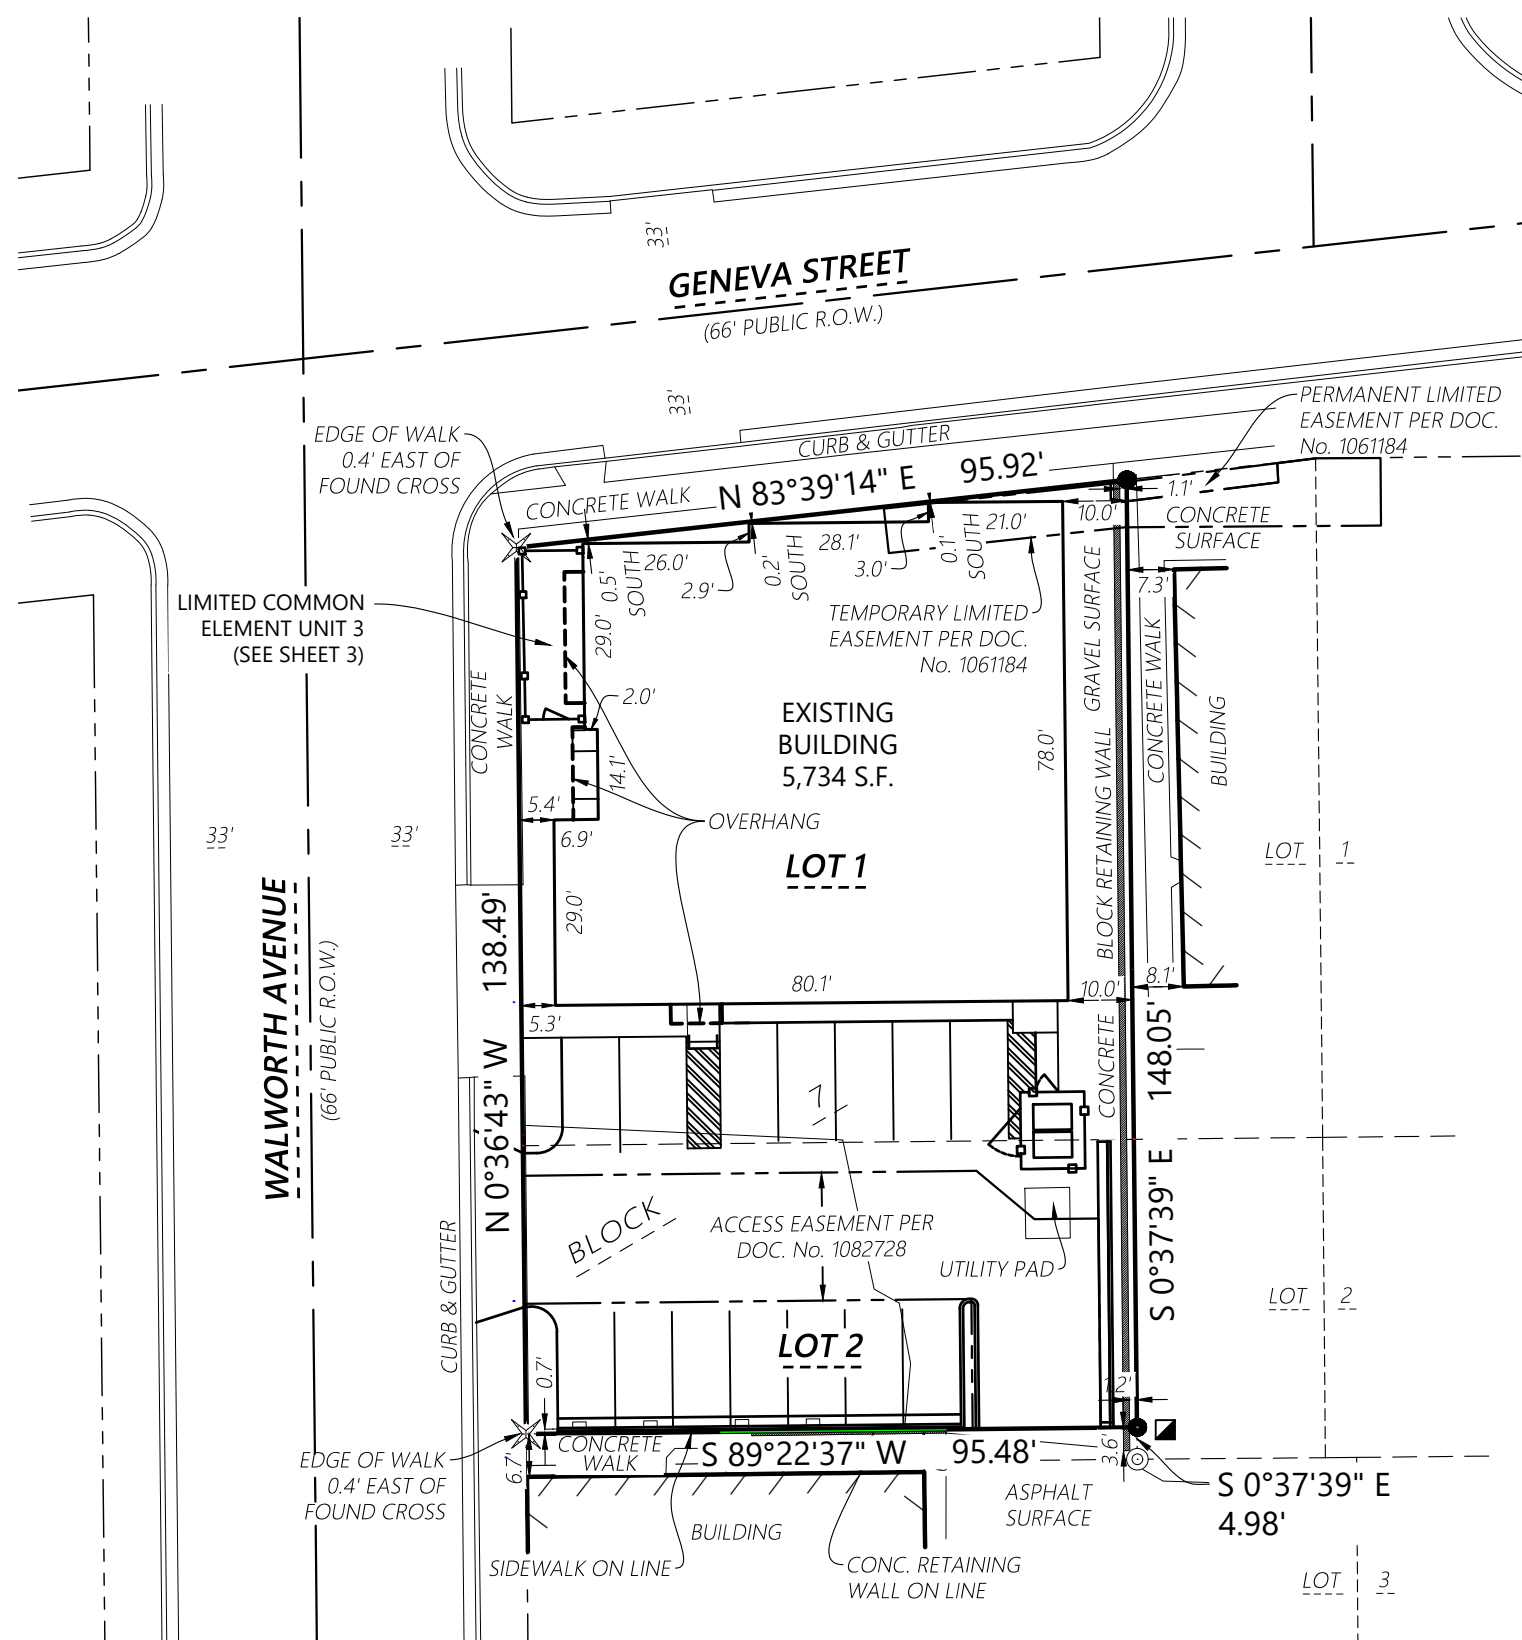 33'
GENEVA STREET
(66' PUBLIC R.O.W.)
33'
PERMANENT LIMITED
EASEMENT PER DOC.
No. 1061184
EDGE OF WALK
0.4' EAST OF
FOUND CROSS
CURB & GUTTER
CONCRETE WALK
N 83°39'14" E 95.92'
1.1'
CONCRETE
SURFACE
10.0'
21.0'
28.1'
26.0'
0.5'
SOUTH
2.9'
0.2'
SOUTH
3.0'
0.1'
SOUTH
7.3'
LIMITED COMMON
ELEMENT UNIT 3
(SEE SHEET 3)
29.0'
TEMPORARY LIMITED
EASEMENT PER DOC.
No. 1061184
GRAVEL SURFACE
CONCRETE WALK
BUILDING
CONCRETE
WALK
2.0'
EXISTING
BUILDING
5,734 S.F.
78.0'
14.1'
5.4'
6.9'
OVERHANG
33'
33'
LOT 1
LOT 1
WALWORTH AVENUE
(66' PUBLIC R.O.W.)
N 0°36'43" W 138.49'
29.0'
80.1'
5.3'
10.0'
8.1'
CONCRETE BLOCK RETAINING WALL
S 0°37'39" E 148.05'
7
BLOCK
ACCESS EASEMENT PER
DOC. No. 1082728
UTILITY PAD
CURB & GUTTER
LOT 2
LOT 2
0.7'
1.2'
EDGE OF WALK
0.4' EAST OF
FOUND CROSS
6.7'
CONCRETE
WALK
S 89°22'37" W 95.48'
3.6'
S 0°37'39" E
4.98'
ASPHALT
SURFACE
BUILDING
SIDEWALK ON LINE
CONC. RETAINING
WALL ON LINE
LOT 3